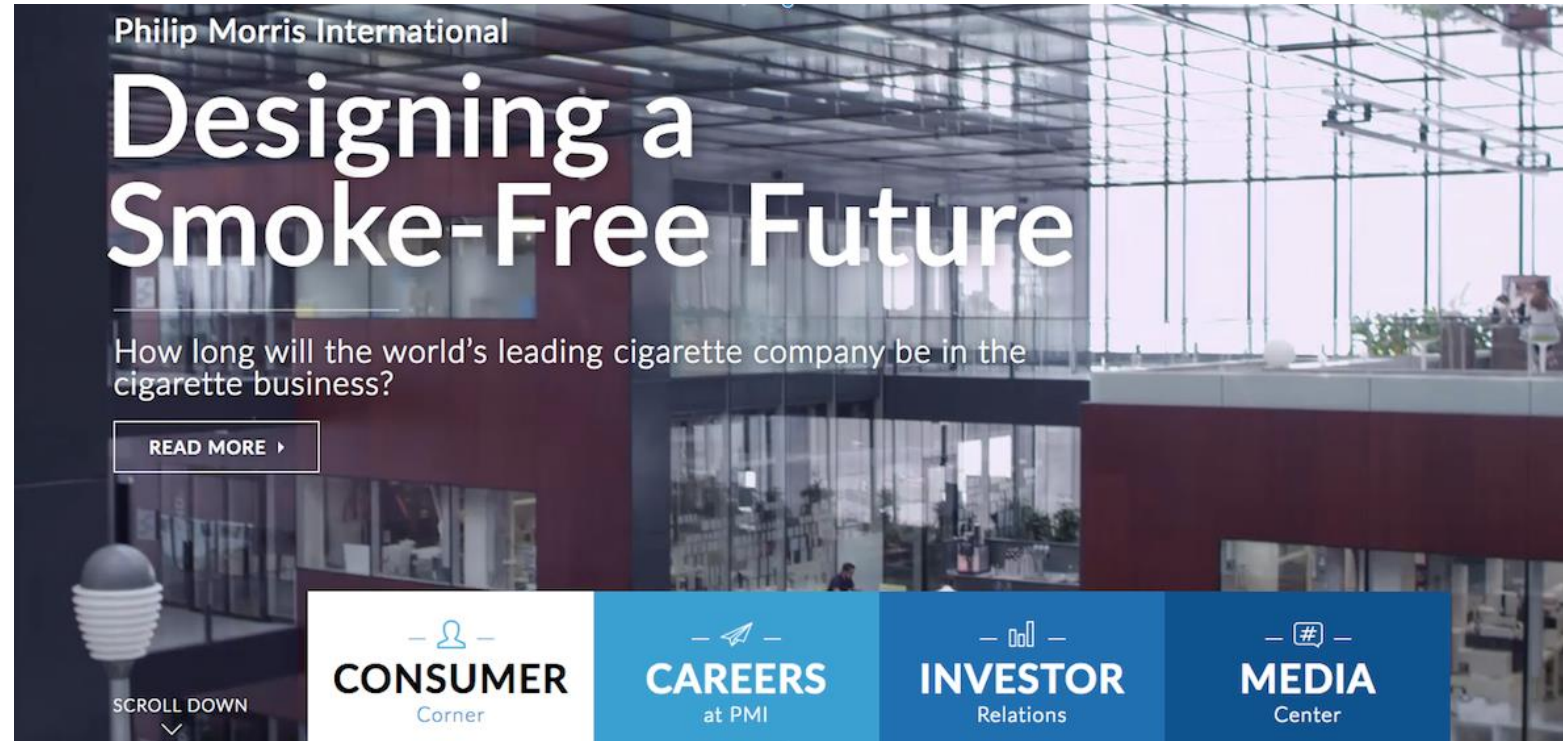 Philip Morris International
Designing a
Smoke-Free Future
How long will the world's leading cigarette company be in the
cigarette business?
READ MORE
SCROLL DOWN
CONSUMER
Corner
CAREERS
at PMI
INVESTOR
Relations
#
MEDIA
Center